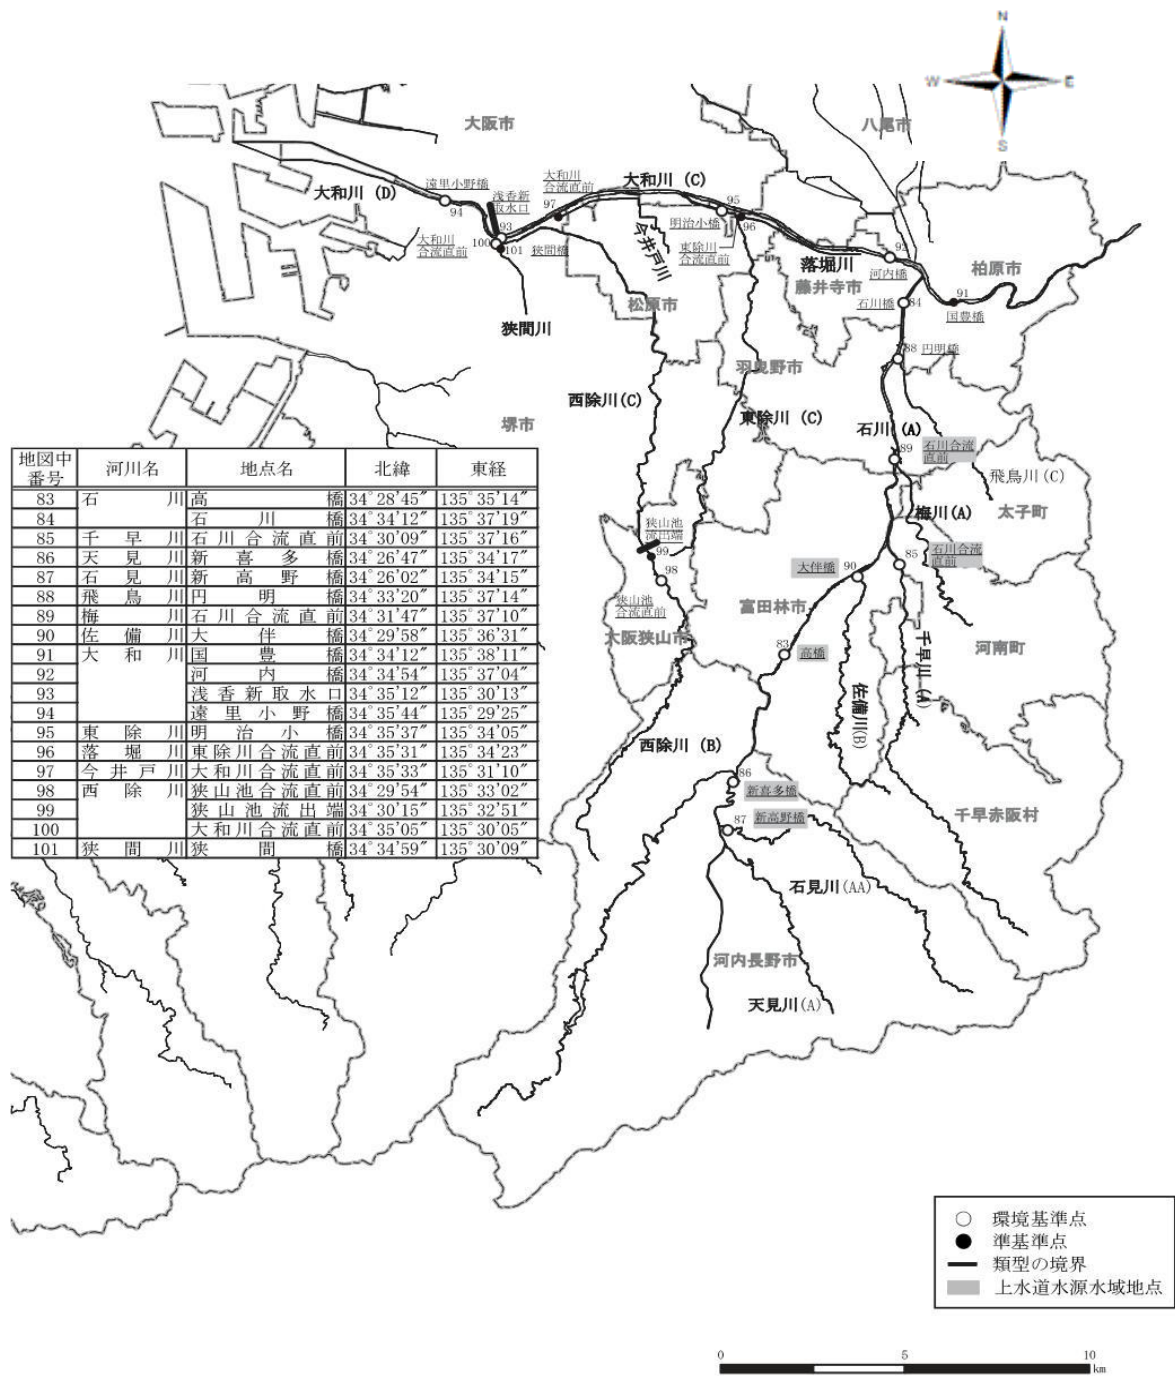 N
W E
S
大阪市
八尾市
大和川 (D)
遠里小野橋
94
浅香新
取水口
93
大和川
合流直前
97
大和川 (C)
95
明治小橋
96
東除川
合流直前
今井戸川
大和川
合流直前
100
101
狭間橋
狭間川
落堀川
藤井寺市
92
河内橋
柏原市
91
国豊橋
石川橋
84
88
円明橋
松原市
羽曳野市
西除川(C)
東除川 (C)
堺市
石川 (A)
89
石川合流
直前
飛鳥川(C)
太子町
梅川(A)
85
石川合流
直前
狭山池
流出端
99
98
狭山池
合流直前
大阪狭山市
大伴橋
90
富田林市
83
高橋
河南町
千早川 (A)
佐備川(B)
西除川 (B)
86
新喜多橋
87
新高野橋
千早赤阪村
石見川(AA)
河内長野市
天見川(A)
地図中番号 河川名 地点名 北緯 東経
83 石川 高橋 34°28'45" 135°35'14"
84 石川橋 34°34'12" 135°37'19"
85 千早川 石川合流直前 34°30'09" 135°37'16"
86 天見川 新喜多橋 34°26'47" 135°34'17"
87 石見川 新高野橋 34°26'02" 135°34'15"
88 飛鳥川 円明橋 34°33'20" 135°37'14"
89 梅川 石川合流直前 34°31'47" 135°37'10"
90 佐備川 大伴橋 34°29'58" 135°36'31"
91 大和川 国豊橋 34°34'12" 135°38'11"
92 河内橋 34°34'54" 135°37'04"
93 浅香新取水口 34°35'12" 135°30'13"
94 遠里小野橋 34°35'44" 135°29'25"
95 東除川 明治小橋 34°35'37" 135°34'05"
96 落堀川 東除川合流直前 34°35'31" 135°34'23"
97 今井戸川 大和川合流直前 34°35'33" 135°31'10"
98 西除川 狭山池合流直前 34°29'54" 135°33'02"
99 狭山池流出端 34°30'15" 135°32'51"
100 大和川合流直前 34°35'05" 135°30'05"
101 狭間川 狭間橋 34°34'59" 135°30'09"
環境基準点
準基準点
類型の境界
上水道水源水域地点
0 5 10
km